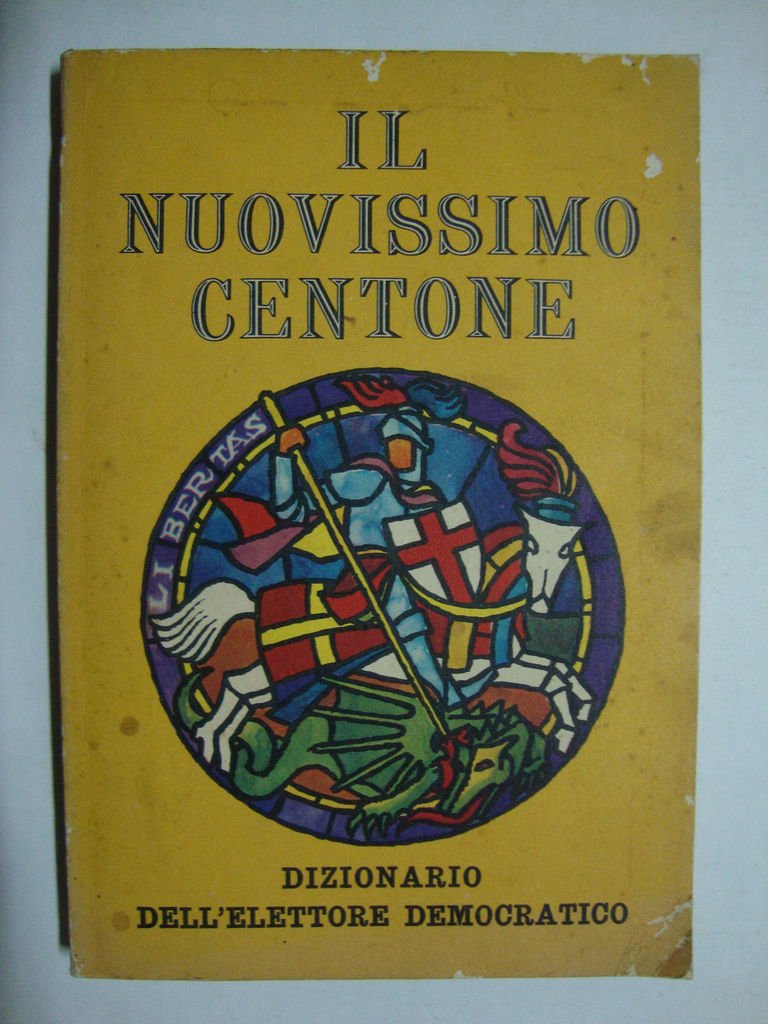 IL
NUOVISSIMO
CENTONE
LIBERTAS
DIZIONARIO
DELL'ELETTORE DEMOCRATICO